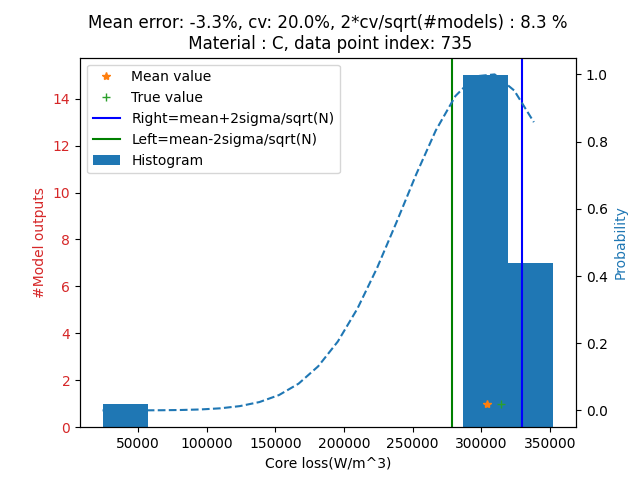 Mean error: -3.3%, cv: 20.0%, 2*cv/sqrt(#models) : 8.3 %
Material : C, data point index: 735
Mean value
True value
Right=mean+2sigma/sqrt(N)
Left=mean-2sigma/sqrt(N)
Histogram
#Model outputs
14
12
10
8
6
4
2
0
1.0
0.8
0.6
0.4
0.2
0.0
Probability
50000 100000 150000 200000 250000 300000 350000
Core loss(W/m^3)